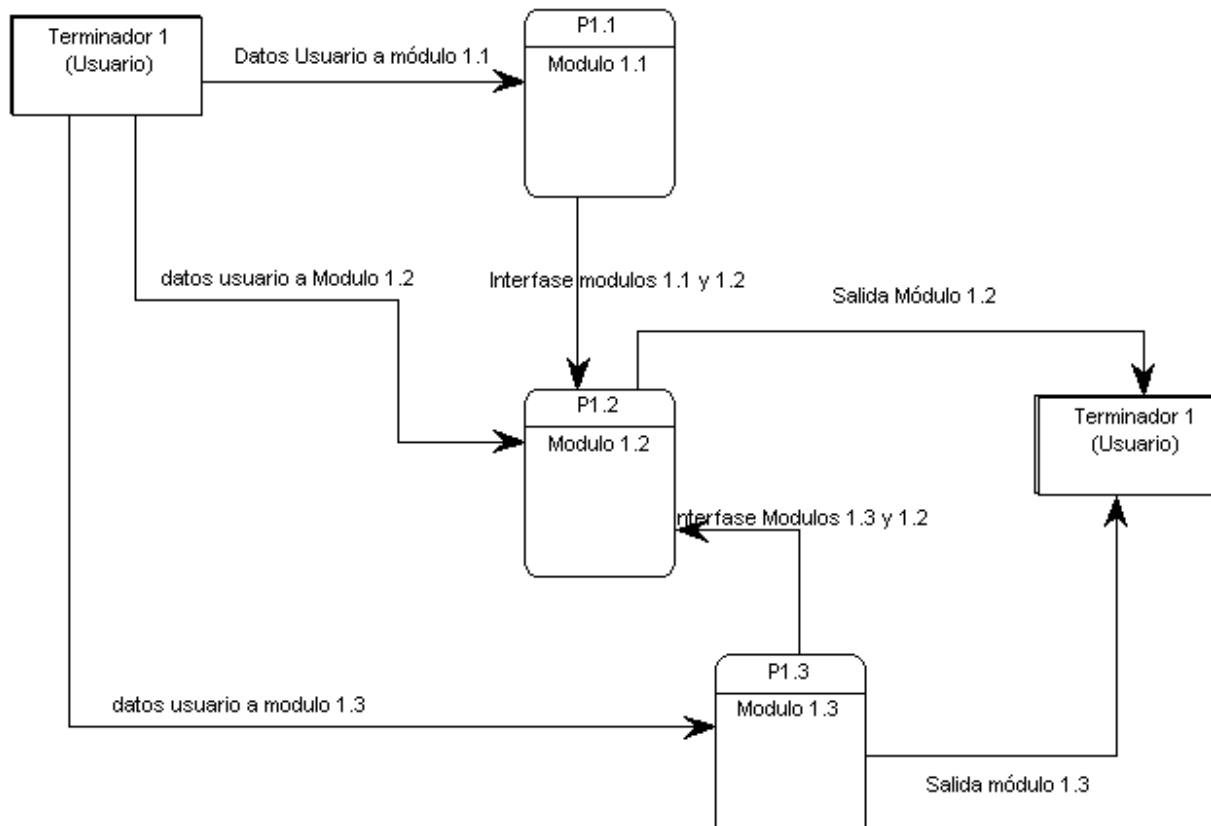 Terminador 1
(Usuario)
Datos Usuario a módulo 1.1
P1.1
Modulo 1.1
datos usuario a Modulo 1.2
Interfase modulos 1.1 y 1.2
Salida Módulo 1.2
P1.2
Modulo 1.2
Terminador 1
(Usuario)
nterfase Modulos 1.3 y 1.2
P1.3
Modulo 1.3
datos usuario a modulo 1.3
Salida módulo 1.3